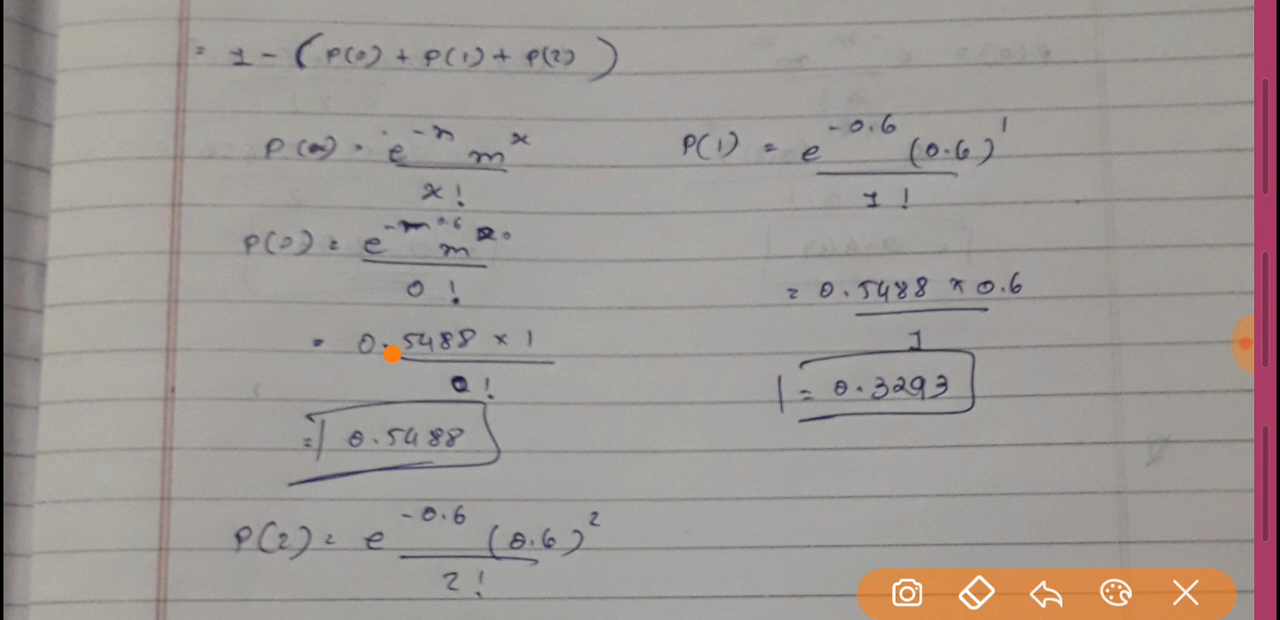 = 1 - (P(0) + P(1) + P(2))
P(x) = e^-m m^x
x!
P(0) = e^-0.6 m^0
0!
= 0.5488 x 1
0!
= 0.5488
P(1) = e^-0.6 (0.6)^1
1!
= 0.5488 x 0.6
1
= 0.3293
P(2) = e^-0.6 (0.6)^2
2!